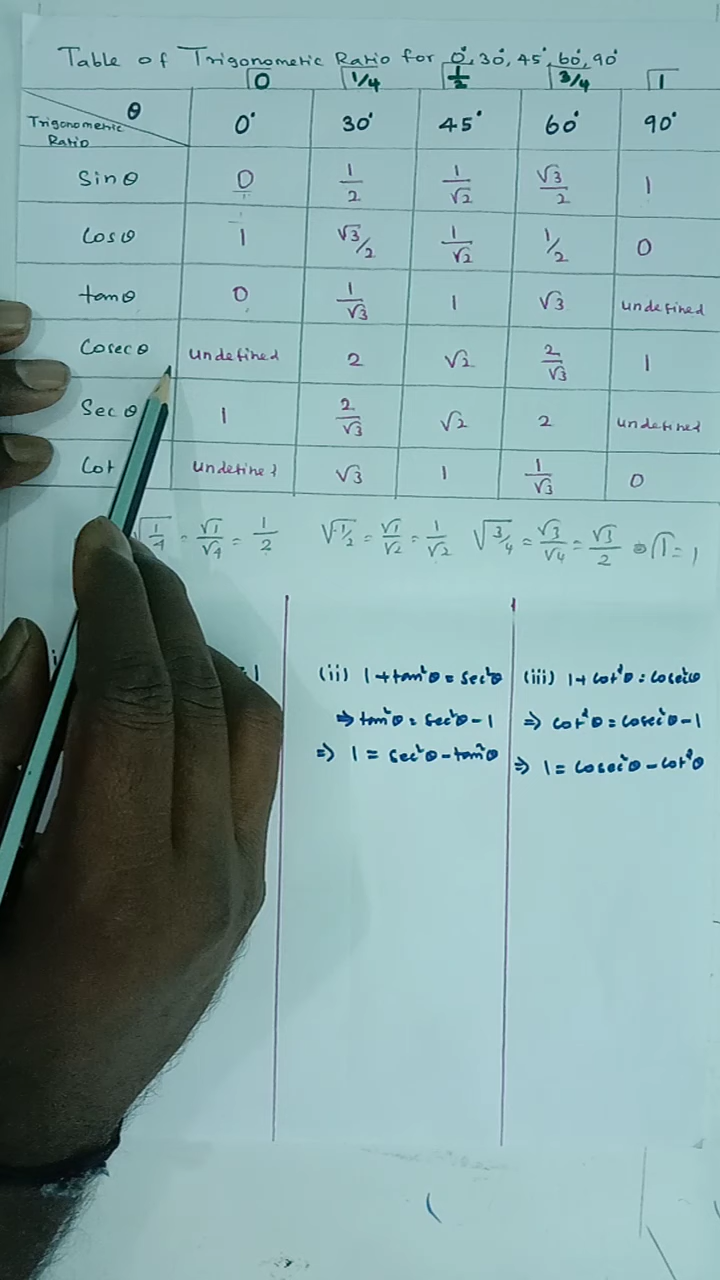 Table of Trigonometric Ratio for 0°, 30°, 45°, 60°, 90°
√0 √1/4 √1/2 √3/4 √1
θ
Trigonometric Ratio 0° 30° 45° 60° 90°
Sinθ 0 1/2 1/√2 √3/2 1
Cosθ 1 √3/2 1/√2 1/2 0
tanθ 0 1/√3 1 √3 undefined
Cosecθ undefined 2 √2 2/√3 1
Secθ 1 2/√3 √2 2 undefined
Cot undefined √3 1 1/√3 0
√1/4 = √1/√4 = 1/2 √1/2 = √1/√2 = 1/√2 √3/4 = √3/√4 = √3/2 √1 = 1
1
(ii) 1+tan²θ = sec²θ
⇒ tan²θ = sec²θ - 1
⇒ 1 = sec²θ - tan²θ
(iii) 1+cot²θ = cosec²θ
⇒ cot²θ = cosec²θ - 1
⇒ 1 = cosec²θ - cot²θ